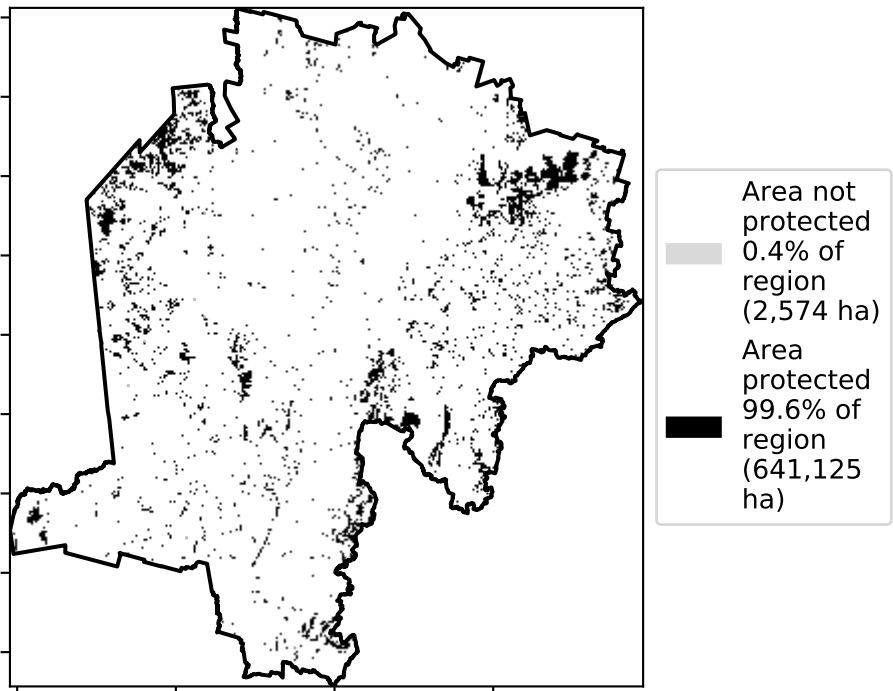 Area not
protected
0.4% of
region
(2,574 ha)
Area
protected
99.6% of
region
(641,125
ha)